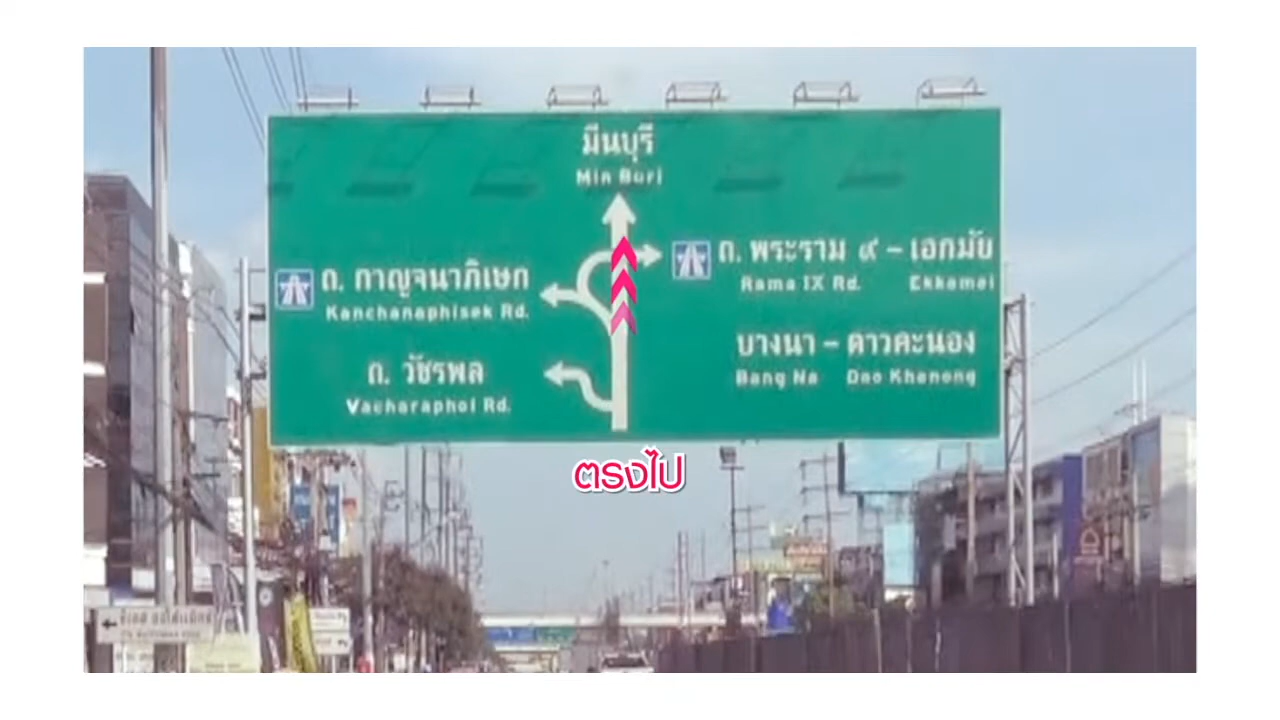 มีนบุรี
Min Buri
ถ. กาญจนาภิเษก
Kanchanaphisek Rd.
ถ. วัชรพล
Vacharaphol Rd.
ถ. พระราม ๙ – เอกมัย
Rama IX Rd. Ekkamai
บางนา – ดาวคะนอง
Bang Na Dao Khanong
ตรงไป